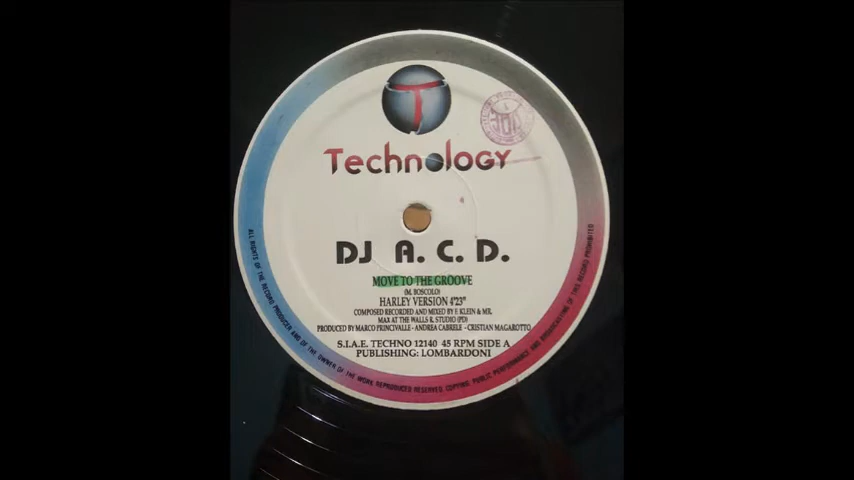 T
Technology
DJ A. C. D.
MOVE TO THE GROOVE
(M. BOSCOLO)
HARLEY VERSION 4'23"
COMPOSED RECORDED AND MIXED BY F. KLEIN & MR.
MAX AT THE WALLS R. STUDIO (PD)
PRODUCED BY MARCO PRINCIVALLE - ANDREA CABRELE - CRISTIAN MAGAROTTO
S.I.A.E. TECHNO 12140 45 RPM SIDE A
PUBLISHING: LOMBARDONI
ALL RIGHTS OF THE RECORD PRODUCER AND OF THE OWNER OF THE WORK REPRODUCED RESERVED. COPYING PUBLIC PERFORMANCE AND BROADCASTING OF THIS RECORD PROHIBITED